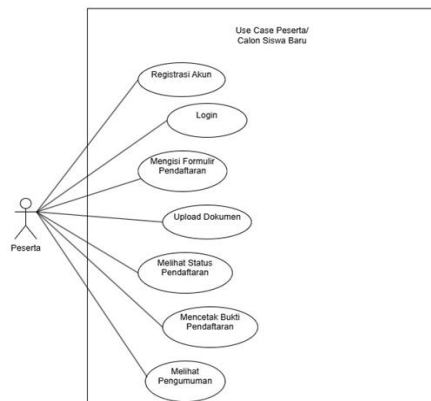 Use Case Peserta/
Calon Siswa Baru
Registrasi Akun
Login
Mengisi Formulir
Pendaftaran
Upload Dokumen
Peserta
Melihat Status
Pendaftaran
Mencetak Bukti
Pendaftaran
Melihat
Pengumuman